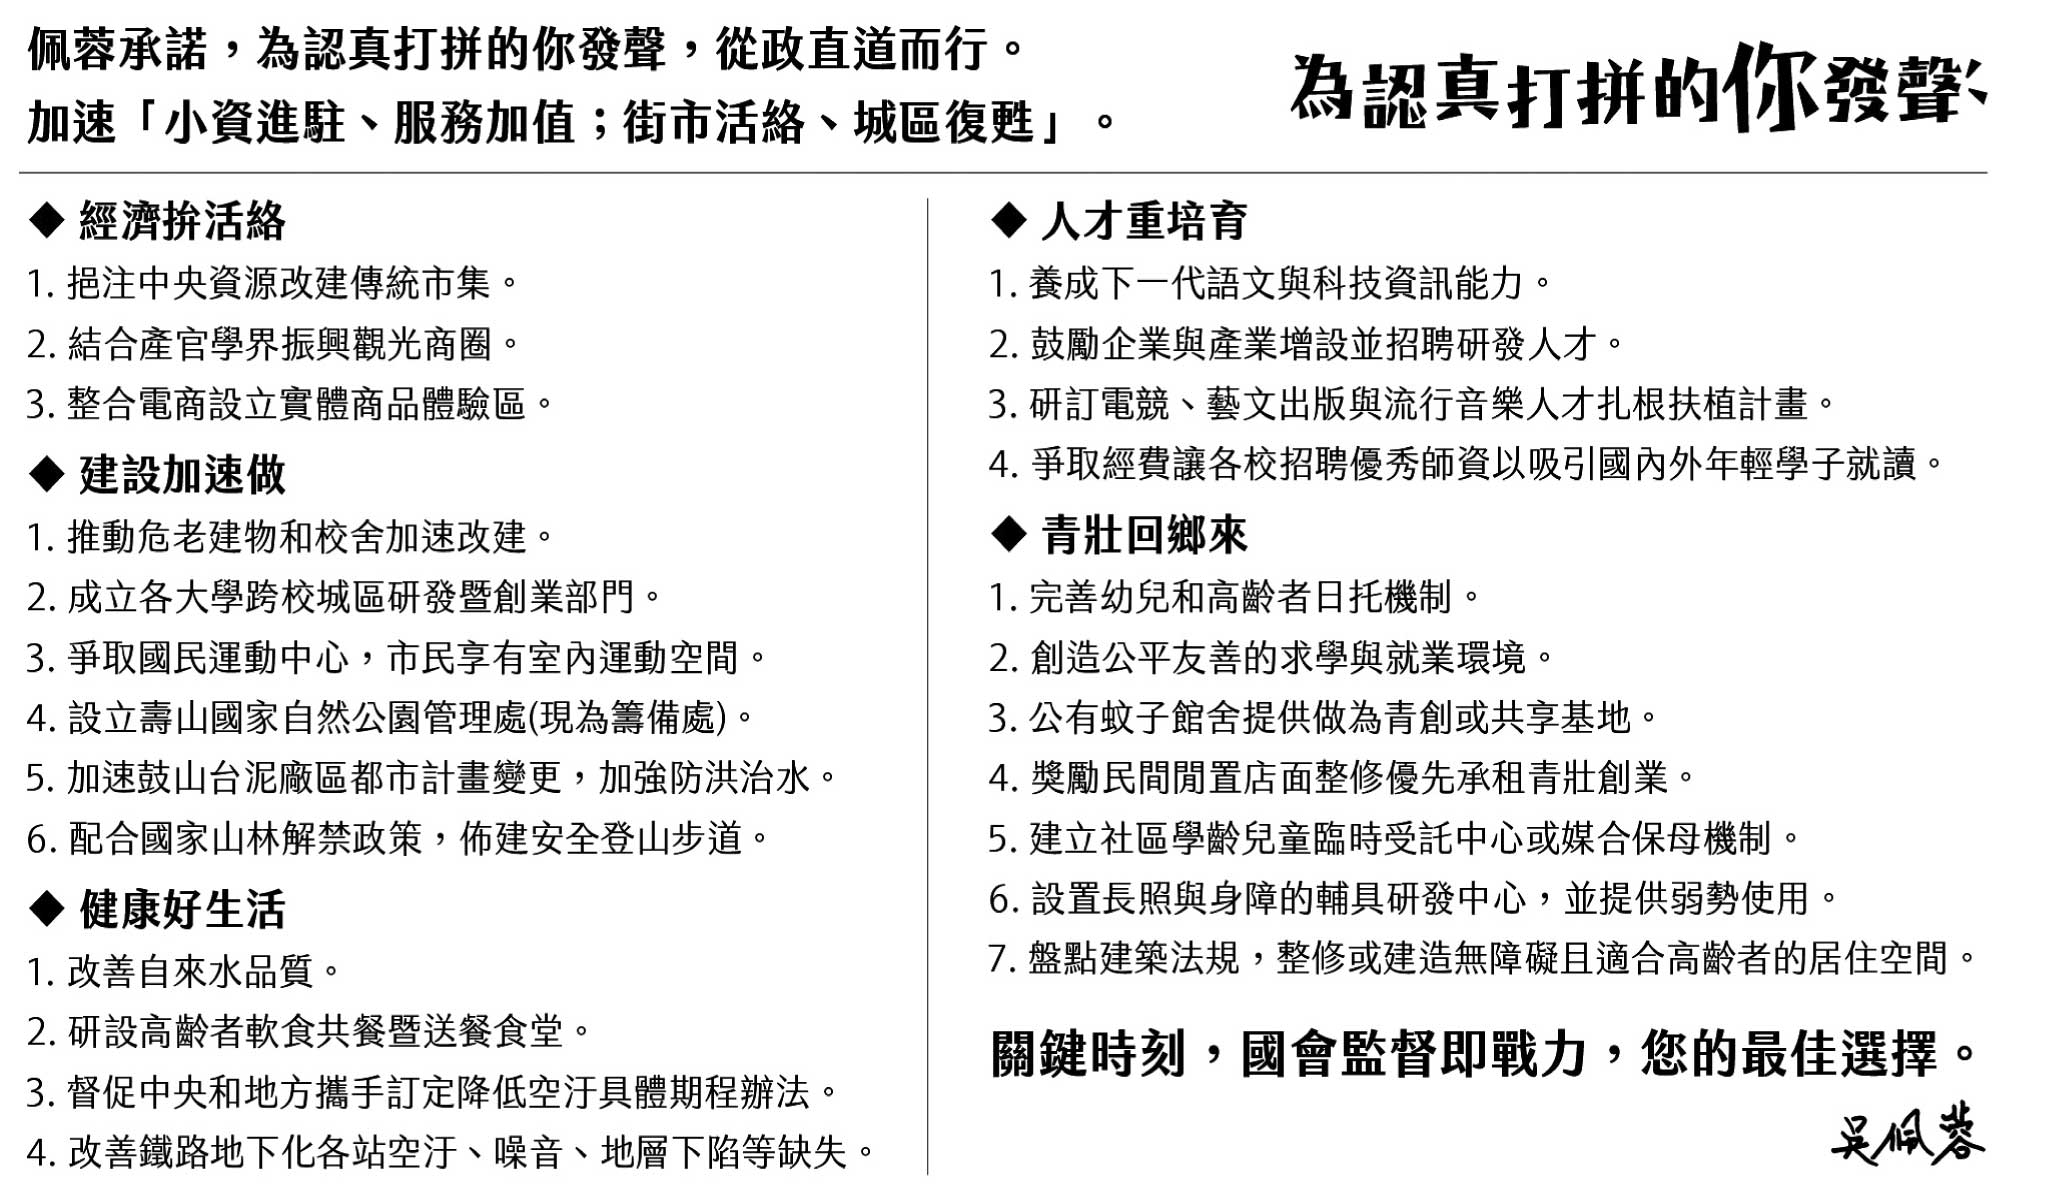 佩蓉承諾，為認真打拼的你發聲，從政直道而行。
加速「小資進駐、服務加值；街市活絡、城區復甦」。
為認真打拼的你發聲
◆ 經濟拚活絡
1. 挹注中央資源改建傳統市集。
2. 結合產官學界振興觀光商圈。
3. 整合電商設立實體商品體驗區。
◆ 建設加速做
1. 推動危老建物和校舍加速改建。
2. 成立各大學跨校城區研發暨創業部門。
3. 爭取國民運動中心，市民享有室內運動空間。
4. 設立壽山國家自然公園管理處(現為籌備處)。
5. 加速鼓山台泥廠區都市計畫變更，加強防洪治水。
6. 配合國家山林解禁政策，佈建安全登山步道。
◆ 健康好生活
1. 改善自來水品質。
2. 研設高齡者軟食共餐暨送餐食堂。
3. 督促中央和地方攜手訂定降低空汙具體期程辦法。
4. 改善鐵路地下化各站空汙、噪音、地層下陷等缺失。
◆ 人才重培育
1. 養成下一代語文與科技資訊能力。
2. 鼓勵企業與產業增設並招聘研發人才。
3. 研訂電競、藝文出版與流行音樂人才扎根扶植計畫。
4. 爭取經費讓各校招聘優秀師資以吸引國內外年輕學子就讀。
◆ 青壯回鄉來
1. 完善幼兒和高齡者日托機制。
2. 創造公平友善的求學與就業環境。
3. 公有蚊子館舍提供做為青創或共享基地。
4. 獎勵民間閒置店面整修優先承租青壯創業。
5. 建立社區學齡兒童臨時受託中心或媒合保母機制。
6. 設置長照與身障的輔具研發中心，並提供弱勢使用。
7. 盤點建築法規，整修或建造無障礙且適合高齡者的居住空間。
關鍵時刻，國會監督即戰力，您的最佳選擇。
吳佩蓉